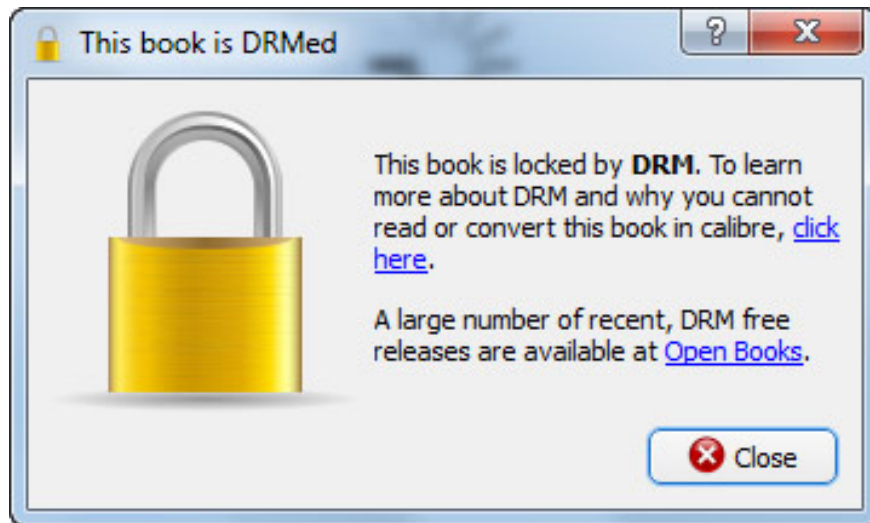 This book is DRMed
This book is locked by DRM. To learn
more about DRM and why you cannot
read or convert this book in calibre, click
here.
A large number of recent, DRM free
releases are available at Open Books.
Close